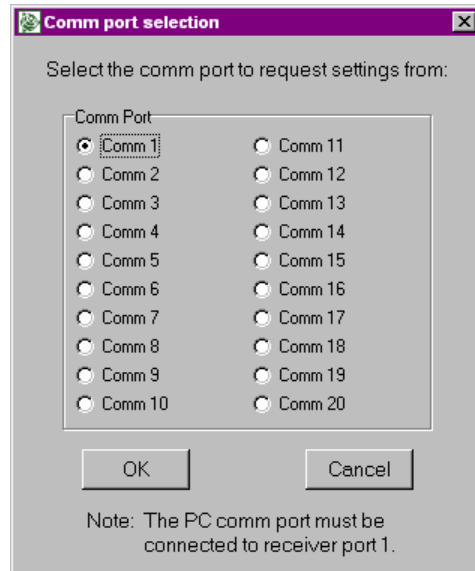 Comm port selection
Select the comm port to request settings from:
Comm Port
Comm 1
Comm 2
Comm 3
Comm 4
Comm 5
Comm 6
Comm 7
Comm 8
Comm 9
Comm 10
Comm 11
Comm 12
Comm 13
Comm 14
Comm 15
Comm 16
Comm 17
Comm 18
Comm 19
Comm 20
OK
Cancel
Note: The PC comm port must be
connected to receiver port 1.